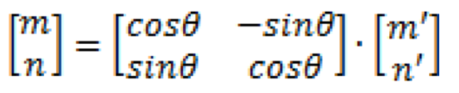 [m n] = [cosθ -sinθ sinθ cosθ] · [m′ n′]